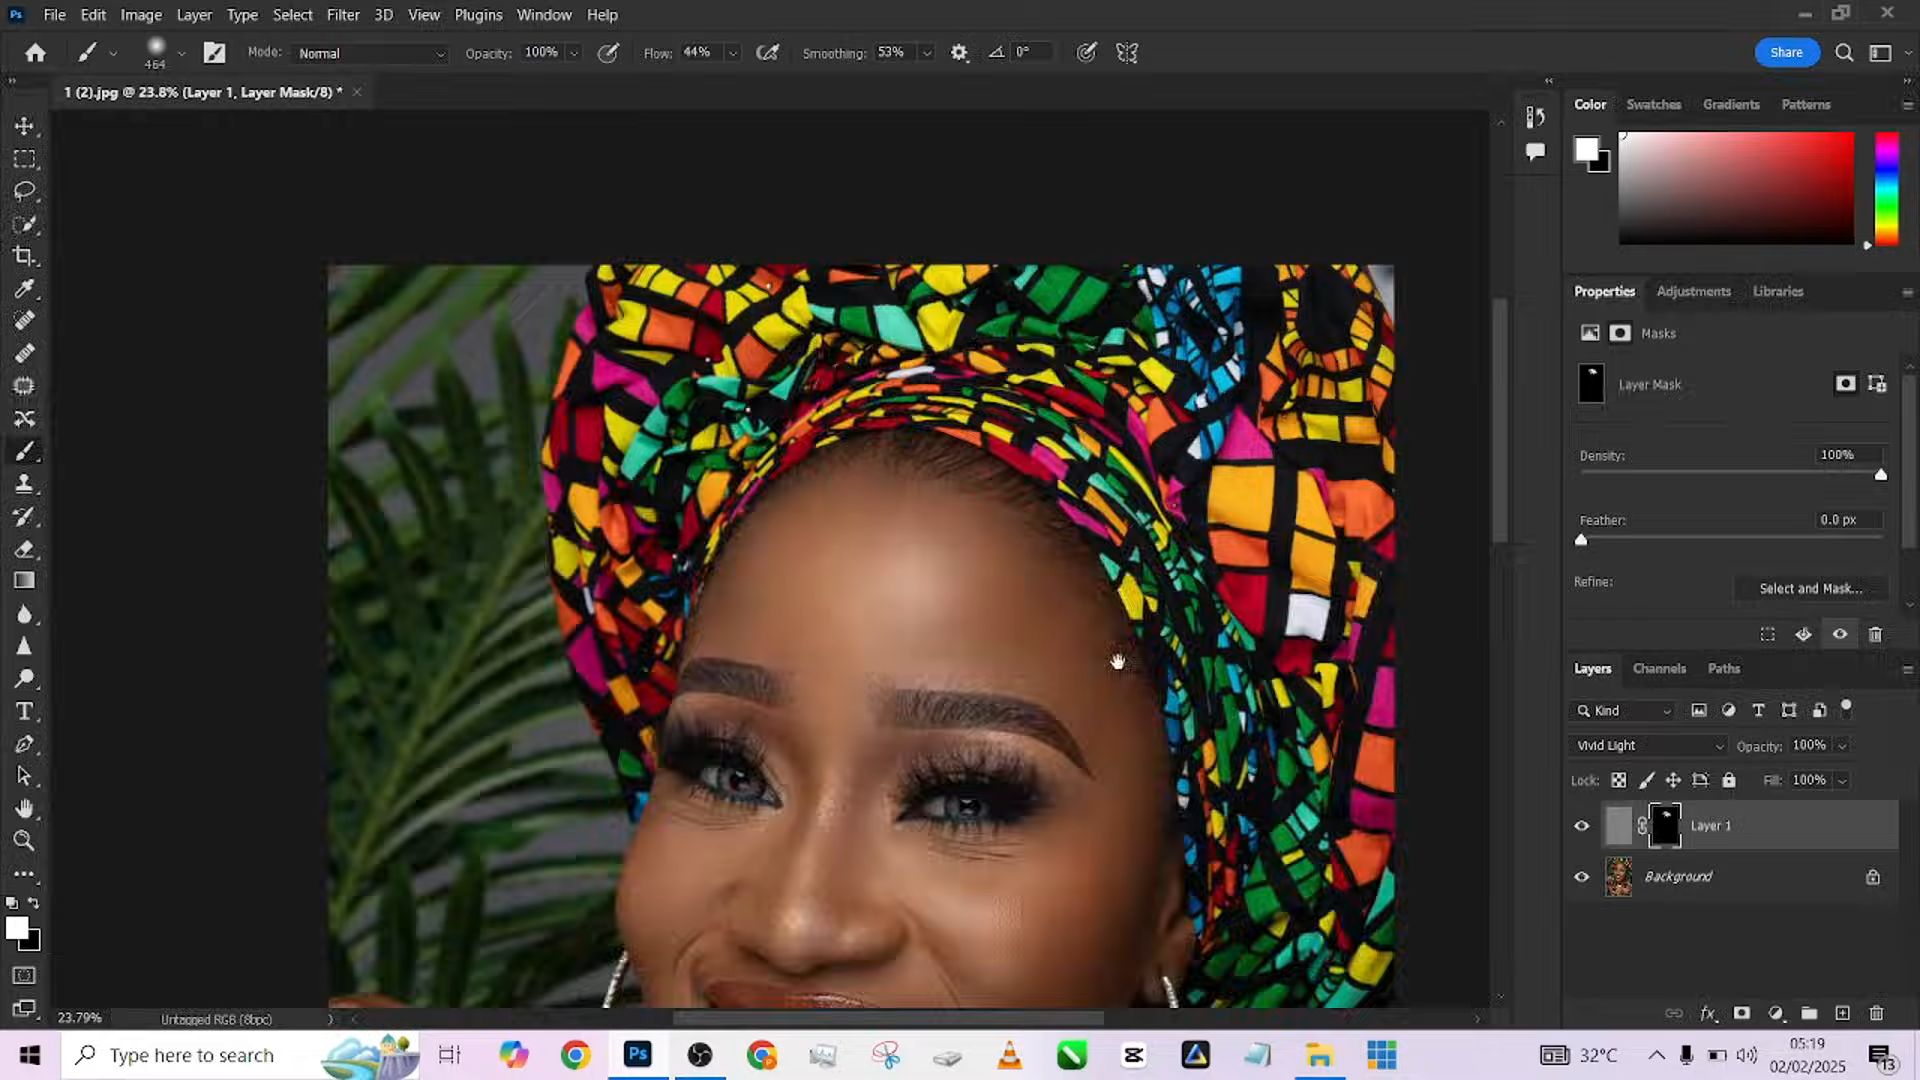 Ps File Edit Image Layer Type Select Filter 3D View Plugins Window Help
464 Mode: Normal Opacity: 100% Flow: 44% Smoothing: 53% 0° Share
1 (2).jpg @ 23.8% (Layer 1, Layer Mask/8) *
Color Swatches Gradients Patterns
Properties Adjustments Libraries
Masks
Layer Mask
Density: 100%
Feather: 0.0 px
Refine: Select and Mask...
Layers Channels Paths
Kind
Vivid Light Opacity: 100%
Lock: Fill: 100%
Layer 1
Background
23.79% Untagged RGB (8bpc)
Type here to search
Ps
32°C
05:19
02/02/2025
13